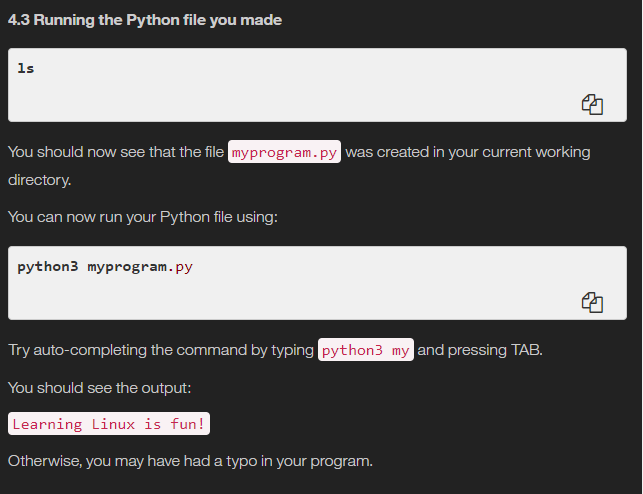 4.3 Running the Python file you made
ls
You should now see that the file myprogram.py was created in your current working
directory.
You can now run your Python file using:
python3 myprogram.py
Try auto-completing the command by typing python3 my and pressing TAB.
You should see the output:
Learning Linux is fun!
Otherwise, you may have had a typo in your program.